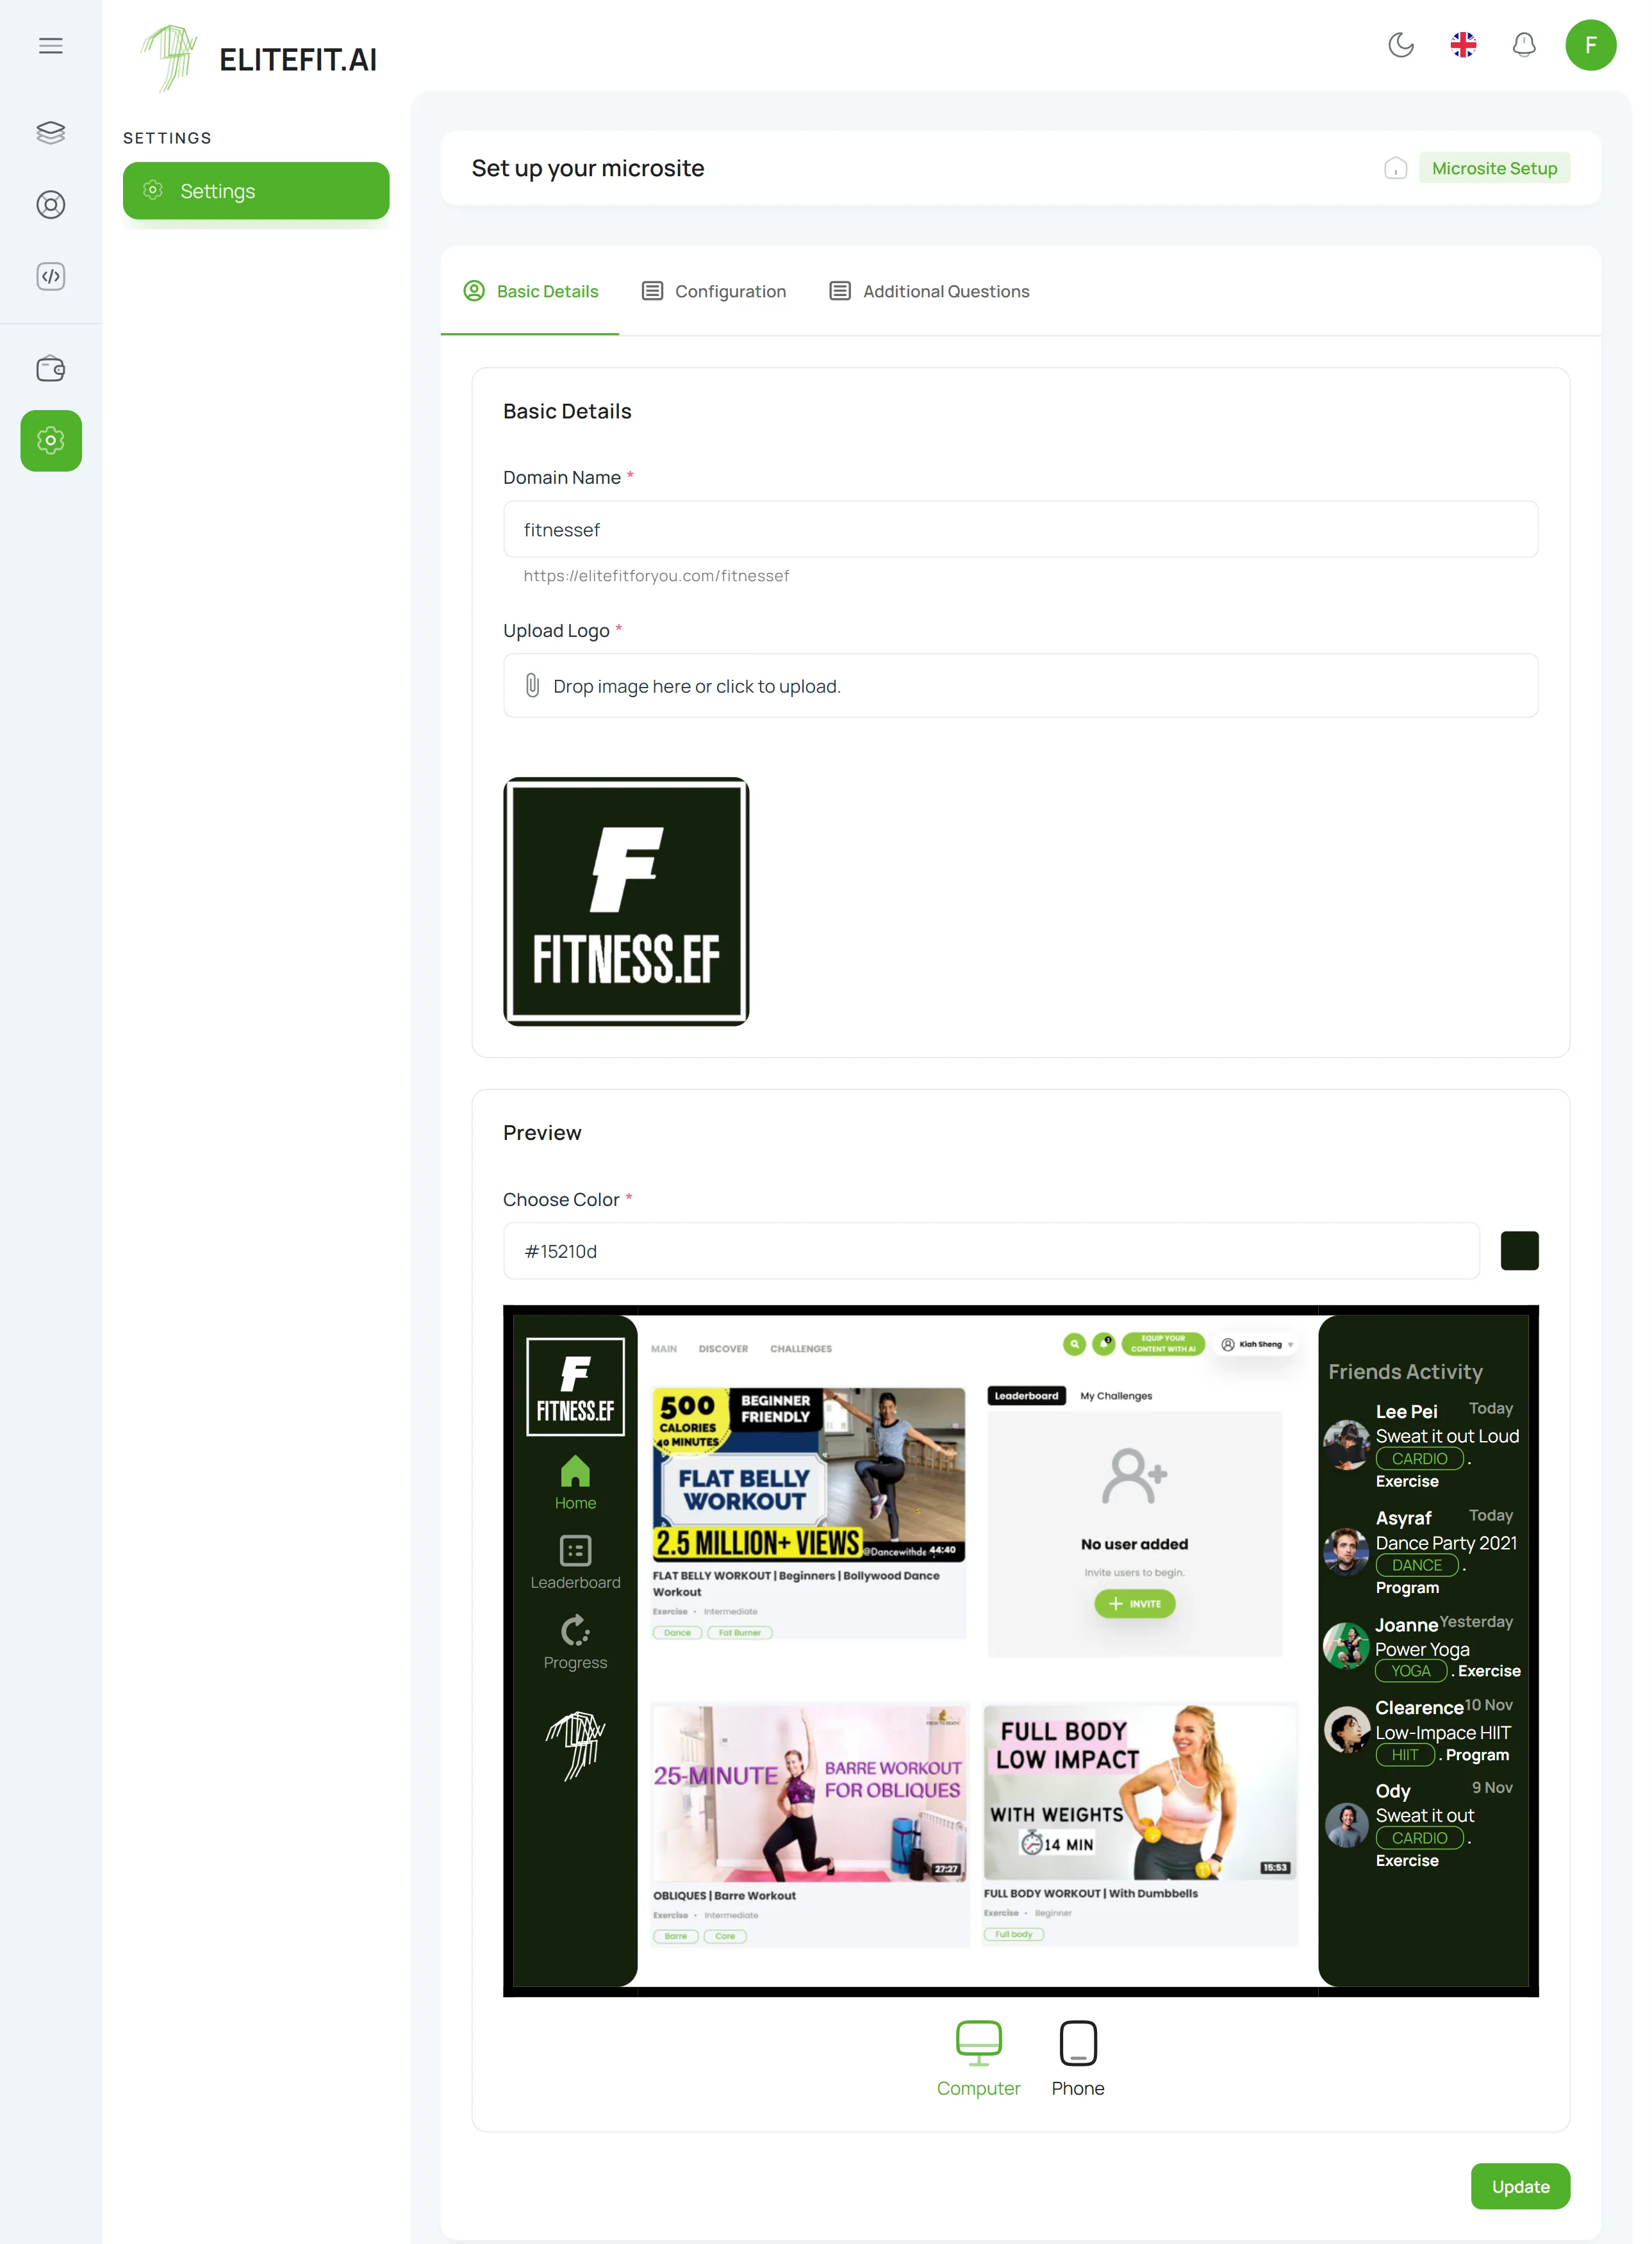 ELITEFIT.AI
F
SETTINGS
Settings
Set up your microsite
Microsite Setup
Basic Details
Configuration
Additional Questions
Basic Details
Domain Name *
fitnessef
https://elitefitforyou.com/fitnessef
Upload Logo *
Drop image here or click to upload.
F
FITNESS.EF
Preview
Choose Color *
#15210d
F
FITNESS.EF
Home
Leaderboard
Progress
MAIN DISCOVER CHALLENGES
EQUIP YOUR
CONTENT WITH AI
Kiah Sheng
500
CALORIES
40 MINUTES
BEGINNER
FRIENDLY
FLAT BELLY
WORKOUT
2.5 MILLION+ VIEWS
@Dancewithde
44:40
FLAT BELLY WORKOUT | Beginners | Bollywood Dance
Workout
Exercise • Intermediate
Dance Fat Burner
Leaderboard My Challenges
No user added
Invite users to begin.
INVITE
25-MINUTE
BARRE WORKOUT
FOR OBLIQUES
27:27
OBLIQUES | Barre Workout
Exercise • Intermediate
Barre Core
FULL BODY
LOW IMPACT
WITH WEIGHTS
14 MIN
15:53
FULL BODY WORKOUT | With Dumbbells
Exercise • Beginner
Full body
Friends Activity
Lee Pei Today
Sweat it out Loud
CARDIO .
Exercise
Asyraf Today
Dance Party 2021
DANCE .
Program
Joanne Yesterday
Power Yoga
YOGA . Exercise
Clearence 10 Nov
Low-Impace HIIT
HIIT . Program
Ody 9 Nov
Sweat it out
CARDIO .
Exercise
Computer
Phone
Update